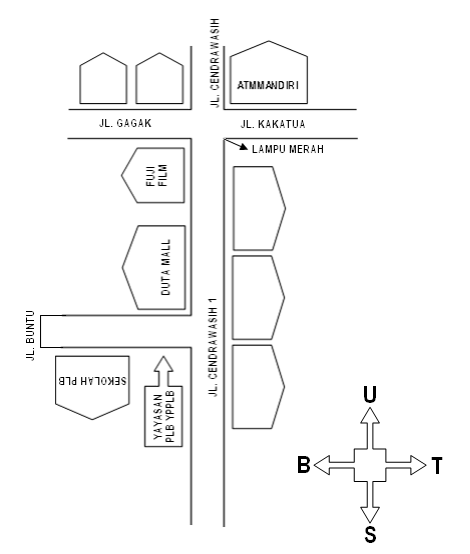 JL. CENDRAWASIH
ATMMANDIRI
JL. GAGAK
JL. KAKATUA
LAMPU MERAH
FUJI
FILM
DUTA MALL
JL. BUNTU
JL. CENDRAWASIH 1
SEKOLAH PLB
YAYASAN
PLB YPPLB
U
B
T
S